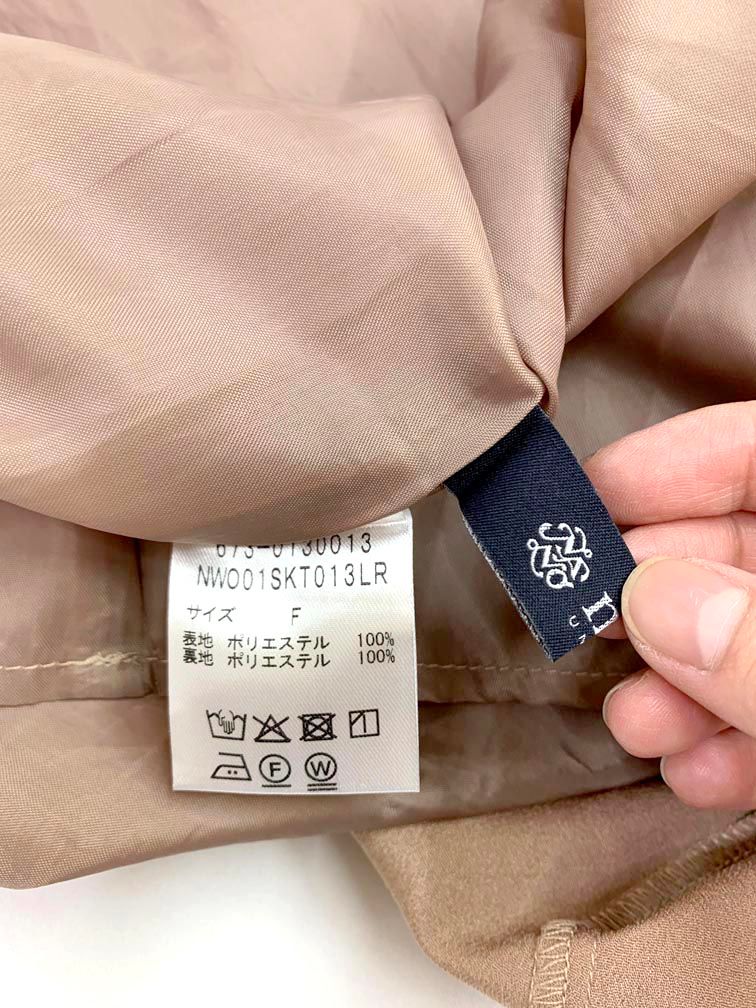 673-0130013
NWO01SKT013LR
サイズ F
表地 ポリエステル 100%
裏地 ポリエステル 100%
F W